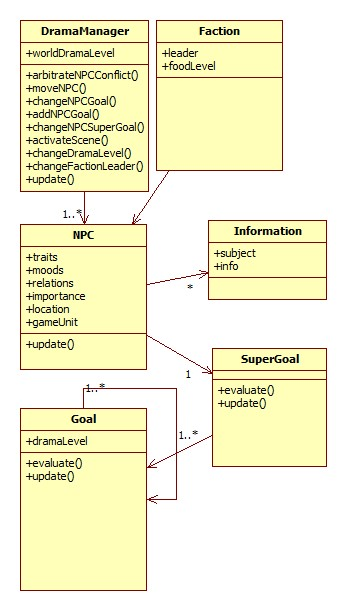 DramaManager
+worldDramaLevel
+arbitrateNPCConflict()
+moveNPC()
+changeNPCGoal()
+addNPCGoal()
+changeNPCSuperGoal()
+activateScene()
+changeDramaLevel()
+changeFactionLeader()
+update()
Faction
+leader
+foodLevel
1..*
NPC
+traits
+moods
+relations
+importance
+location
+gameUnit
+update()
*
Information
+subject
+info
1
SuperGoal
+evaluate()
+update()
1..*
1..*
Goal
+dramaLevel
+evaluate()
+update()